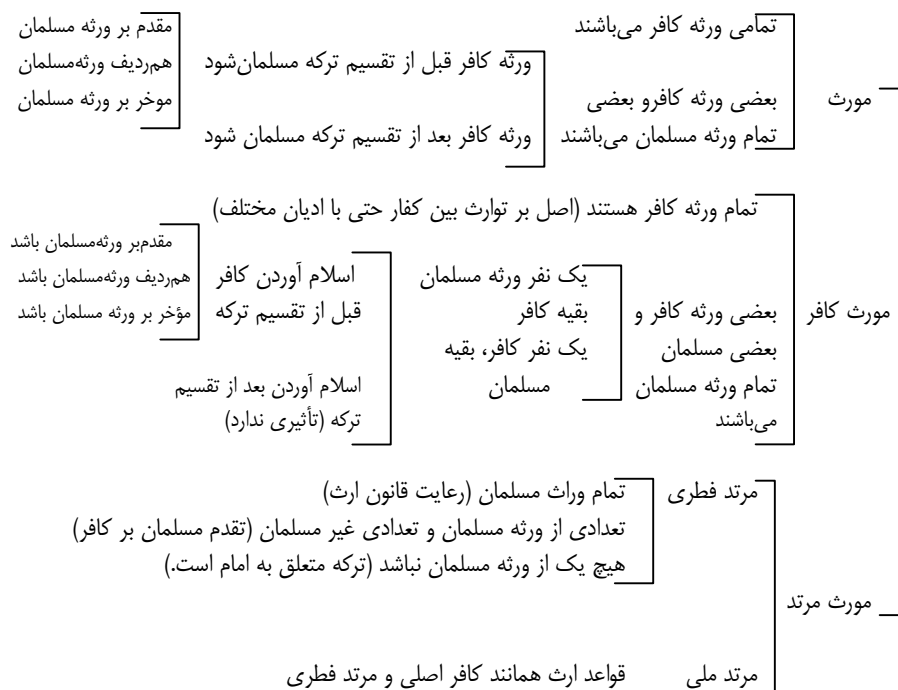 مورث
تمامی ورثه کافر می‌باشند
بعضی ورثه کافرو بعضی
تمام ورثه مسلمان می‌باشند
ورثه کافر قبل از تقسیم ترکه مسلمان‌شود
ورثه کافر بعد از تقسیم ترکه مسلمان شود
مقدم بر ورثه مسلمان
هم‌ردیف ورثه‌مسلمان
موخر بر ورثه مسلمان
مورث کافر
تمام ورثه کافر هستند (اصل بر توارث بین کفار حتی با ادیان مختلف)
بعضی ورثه کافر و
بعضی مسلمان
تمام ورثه مسلمان
می‌باشند
یک نفر ورثه مسلمان
بقیه کافر
یک نفر کافر، بقیه
مسلمان
اسلام آوردن کافر
قبل از تقسیم ترکه
اسلام آوردن بعد از تقسیم
ترکه (تأثیری ندارد)
مقدم‌بر ورثه‌مسلمان باشد
هم‌ردیف ورثه‌مسلمان باشد
مؤخر بر ورثه مسلمان باشد
مورث مرتد
مرتد فطری
تمام وراث مسلمان (رعایت قانون ارث)
تعدادی از ورثه مسلمان و تعدادی غیر مسلمان (تقدم مسلمان بر کافر)
هیچ یک از ورثه مسلمان نباشد (ترکه متعلق به امام است.)
مرتد ملی
قواعد ارث همانند کافر اصلی و مرتد فطری